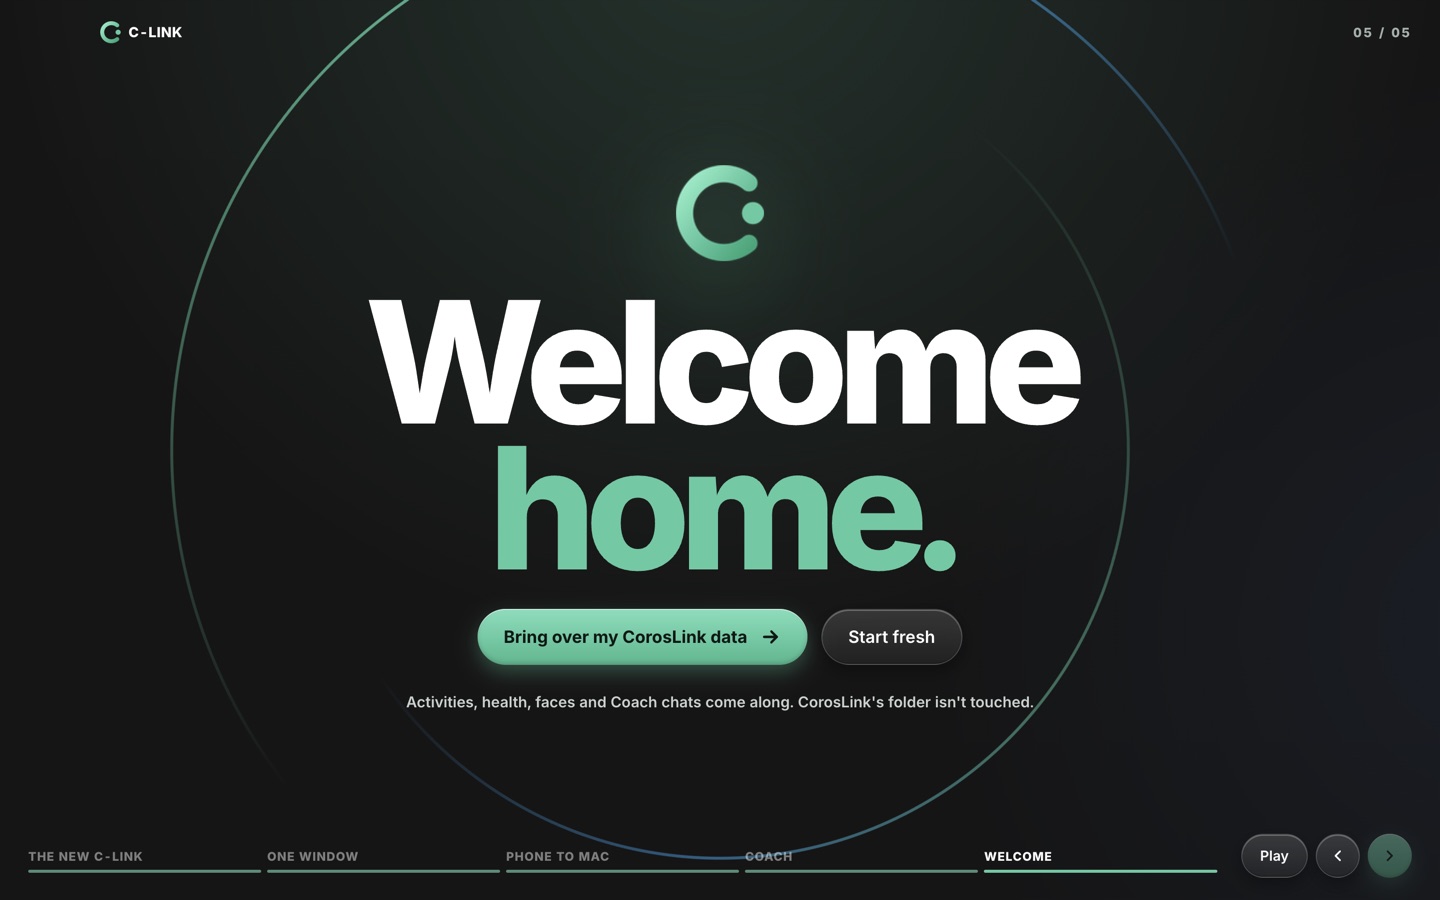 C-LINK
05 / 05
Welcome
home.
Bring over my CorosLink data →
Start fresh
Activities, health, faces and Coach chats come along. CorosLink's folder isn't touched.
THE NEW C-LINK
ONE WINDOW
PHONE TO MAC
COACH
WELCOME
Play